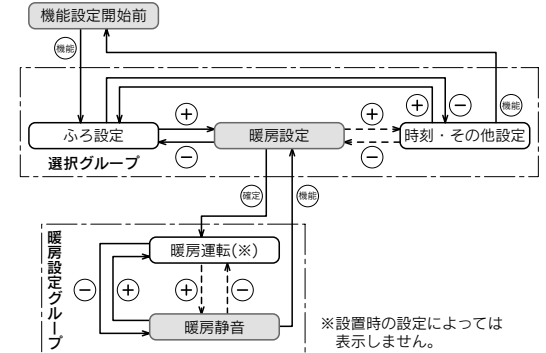 機能設定開始前
機能
+
+
+
−
機能
ふろ設定
暖房設定
時刻・その他設定
−
−
選択グループ
確定
機能
暖房設定グループ
暖房運転(※)
−
+
+
−
暖房静音
※設置時の設定によっては
表示しません。